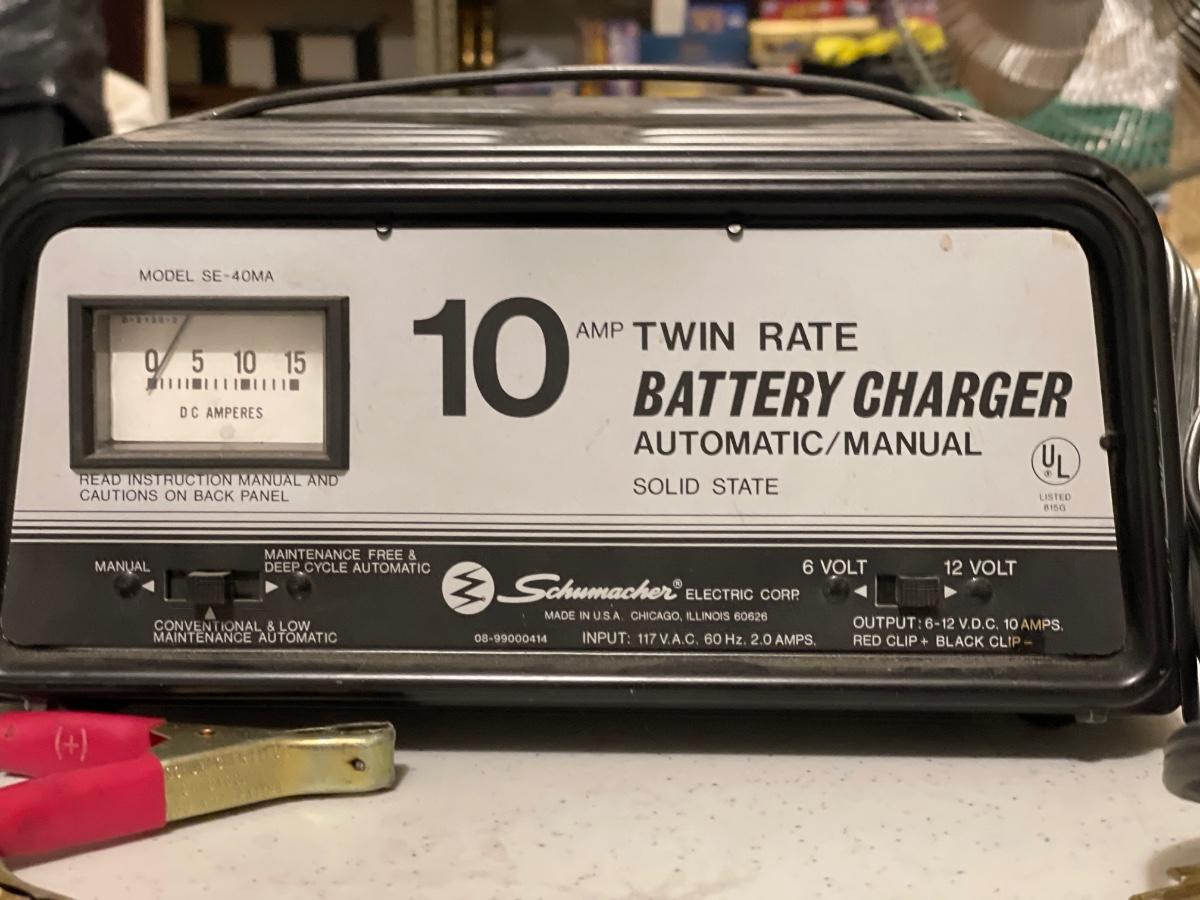 MODEL SE-40MA
0 5 10 15
D C AMPERES
READ INSTRUCTION MANUAL AND
CAUTIONS ON BACK PANEL
10 AMP TWIN RATE
BATTERY CHARGER
AUTOMATIC/MANUAL
SOLID STATE
UL
®
LISTED
815G
MANUAL
MAINTENANCE FREE &
DEEP CYCLE AUTOMATIC
CONVENTIONAL & LOW
MAINTENANCE AUTOMATIC
Schumacher® ELECTRIC CORP.
MADE IN U.S.A. CHICAGO, ILLINOIS 60626
08-99000414 INPUT: 117 V.A.C. 60 Hz. 2.0 AMPS.
6 VOLT 12 VOLT
OUTPUT: 6-12 V.D.C. 10 AMPS.
RED CLIP + BLACK CLIP -
(+)